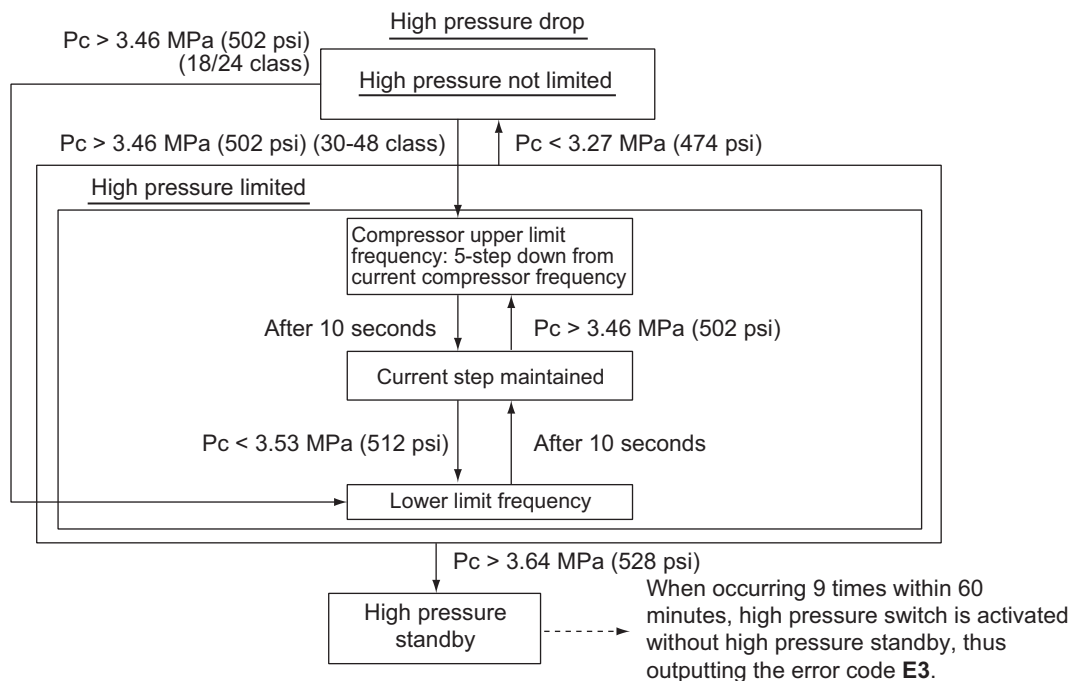 High pressure drop
Pc > 3.46 MPa (502 psi)
(18/24 class)
High pressure not limited
Pc > 3.46 MPa (502 psi) (30-48 class)
Pc < 3.27 MPa (474 psi)
High pressure limited
Compressor upper limit
frequency: 5-step down from
current compressor frequency
After 10 seconds
Pc > 3.46 MPa (502 psi)
Current step maintained
Pc < 3.53 MPa (512 psi)
After 10 seconds
Lower limit frequency
Pc > 3.64 MPa (528 psi)
High pressure
standby
When occurring 9 times within 60
minutes, high pressure switch is activated
without high pressure standby, thus
outputting the error code E3.